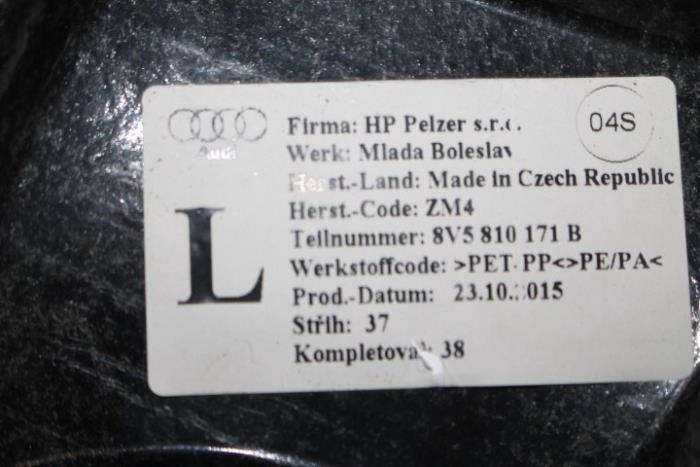 Audi
L
04S
Firma: HP Pelzer s.r.o.
Werk: Mlada Boleslav
Herst.-Land: Made in Czech Republic
Herst.-Code: ZM4
Teilnummer: 8V5 810 171 B
Werkstoffcode: >PET-PP<>PE/PA<
Prod.-Datum: 23.10.2015
Střih: 37
Kompletoval: 38